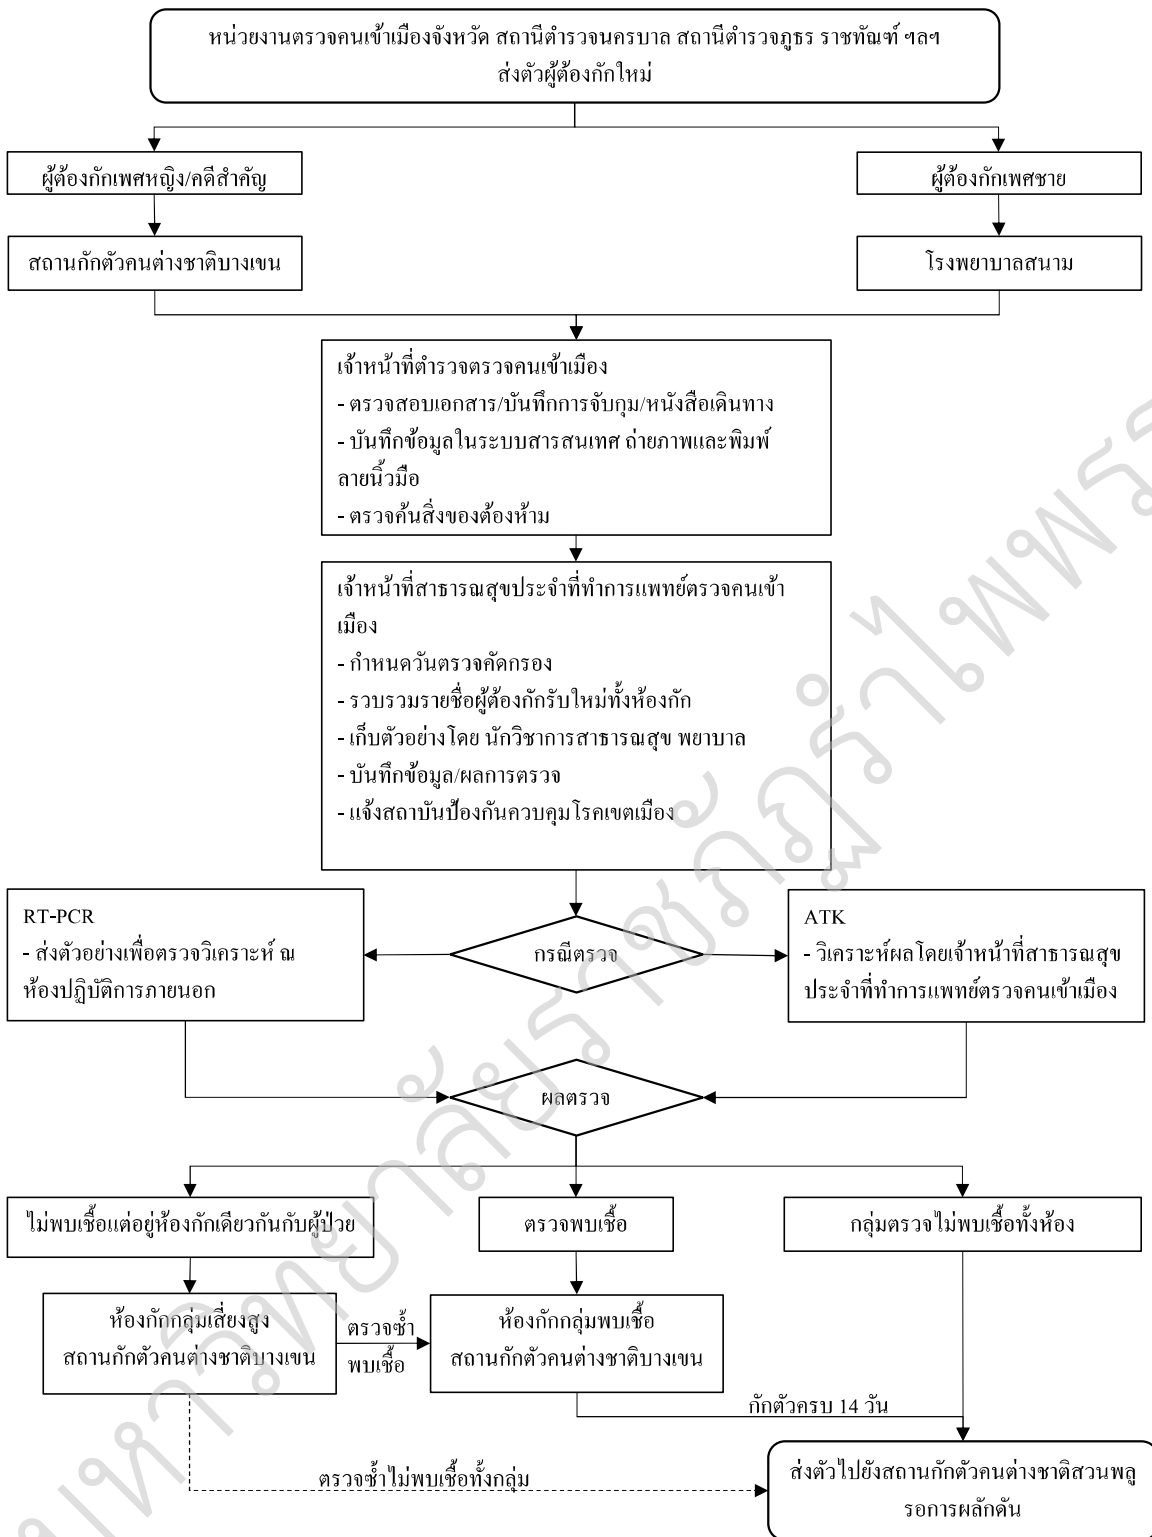 หน่วยงานตรวจคนเข้าเมืองจังหวัด สถานีตำรวจนครบาล สถานีตำรวจภูธร ราชทัณฑ์ ฯลฯ
ส่งตัวผู้ต้องกักใหม่
ผู้ต้องกักเพศหญิง/คดีสำคัญ
ผู้ต้องกักเพศชาย
สถานกักตัวคนต่างชาติบางเขน
โรงพยาบาลสนาม
เจ้าหน้าที่ตำรวจตรวจคนเข้าเมือง
- ตรวจสอบเอกสาร/บันทึกการจับกุม/หนังสือเดินทาง
- บันทึกข้อมูลในระบบสารสนเทศ ถ่ายภาพและพิมพ์
ลายนิ้วมือ
- ตรวจค้นสิ่งของต้องห้าม
เจ้าหน้าที่สาธารณสุขประจำที่ทำการแพทย์ตรวจคนเข้า
เมือง
- กำหนดวันตรวจคัดกรอง
- รวบรวมรายชื่อผู้ต้องกักรับใหม่ทั้งห้องกัก
- เก็บตัวอย่างโดย นักวิชาการสาธารณสุข พยาบาล
- บันทึกข้อมูล/ผลการตรวจ
- แจ้งสถาบันป้องกันควบคุมโรคเขตเมือง
RT-PCR
- ส่งตัวอย่างเพื่อตรวจวิเคราะห์ ณ
ห้องปฏิบัติการภายนอก
กรณีตรวจ
ATK
- วิเคราะห์ผลโดยเจ้าหน้าที่สาธารณสุข
ประจำที่ทำการแพทย์ตรวจคนเข้าเมือง
ผลตรวจ
ไม่พบเชื้อแต่อยู่ห้องกักเดียวกันกับผู้ป่วย
ตรวจพบเชื้อ
กลุ่มตรวจไม่พบเชื้อทั้งห้อง
ห้องกักกลุ่มเสี่ยงสูง
สถานกักตัวคนต่างชาติบางเขน
ตรวจซ้ำ
พบเชื้อ
ห้องกักกลุ่มพบเชื้อ
สถานกักตัวคนต่างชาติบางเขน
กักตัวครบ 14 วัน
ตรวจซ้ำไม่พบเชื้อทั้งกลุ่ม
ส่งตัวไปยังสถานกักตัวคนต่างชาติสวนพลู
รอการผลักดัน
มหาวิทยาลัยราชภัฏรำไพพรร